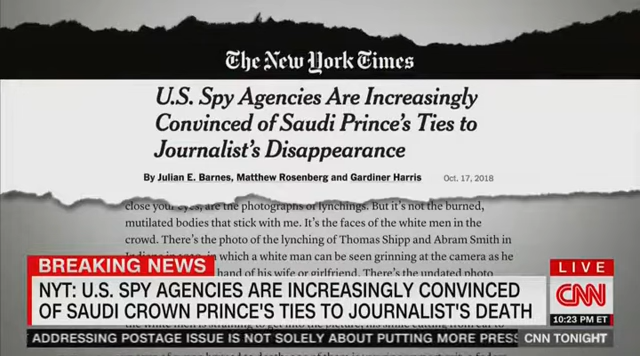 The New York Times
U.S. Spy Agencies Are Increasingly
Convinced of Saudi Prince's Ties to
Journalist's Disappearance
By Julian E. Barnes, Matthew Rosenberg and Gardiner Harris Oct. 17, 2018
close your eyes, are the photographs of lynchings. But it's not the burned,
mutilated bodies that stick with me. It's the faces of the white men in the
crowd. There's the photo of the lynching of Thomas Shipp and Abram Smith in
in which a white man can be seen grinning at the camera as he
hand of his wife or girlfriend. There's the updated photo
BREAKING NEWS
LIVE
NYT: U.S. SPY AGENCIES ARE INCREASINGLY CONVINCED
OF SAUDI CROWN PRINCE'S TIES TO JOURNALIST'S DEATH
CNN
10:23 PM ET
ADDRESSING POSTAGE ISSUE IS NOT SOLELY ABOUT PUTTING MORE PRESS
CNN TONIGHT